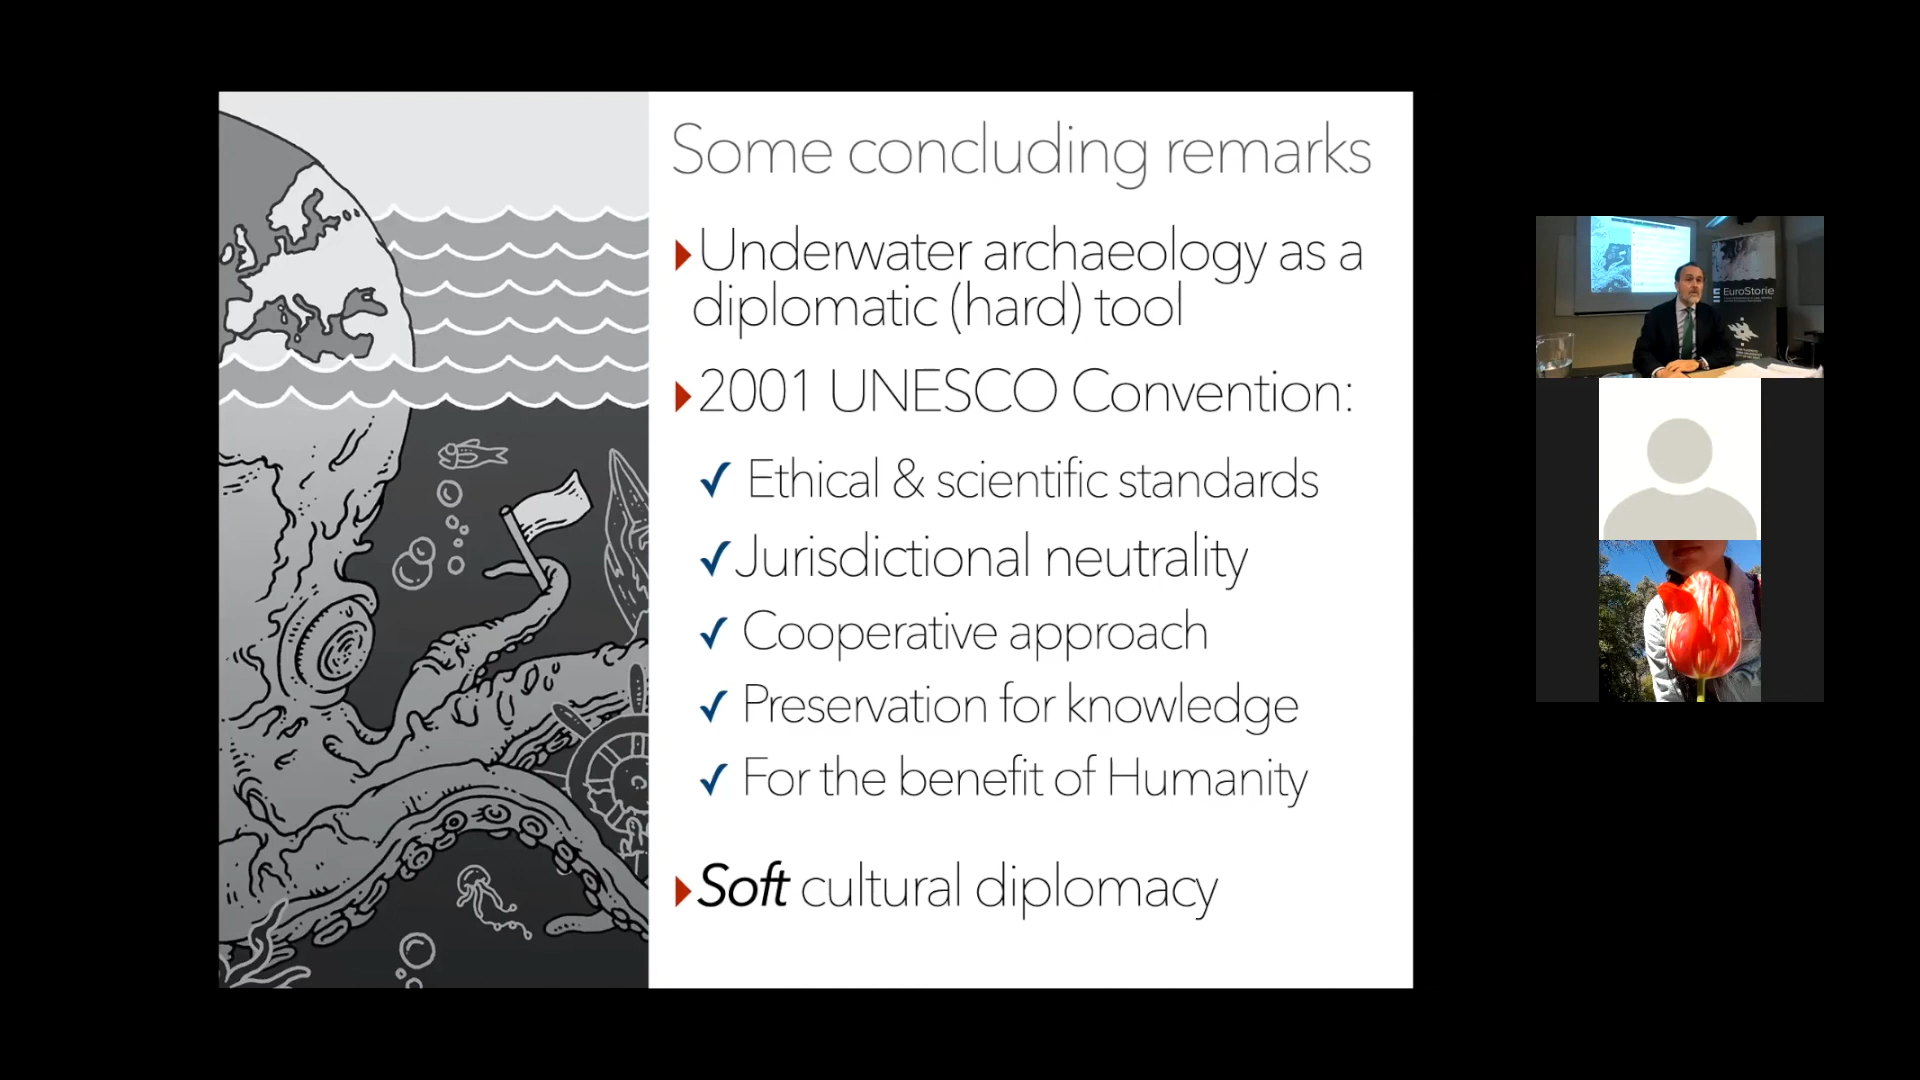 Some concluding remarks
Underwater archaeology as a
diplomatic (hard) tool
2001 UNESCO Convention:
Ethical & scientific standards
Jurisdictional neutrality
Cooperative approach
Preservation for knowledge
For the benefit of Humanity
Soft cultural diplomacy
EuroStorie